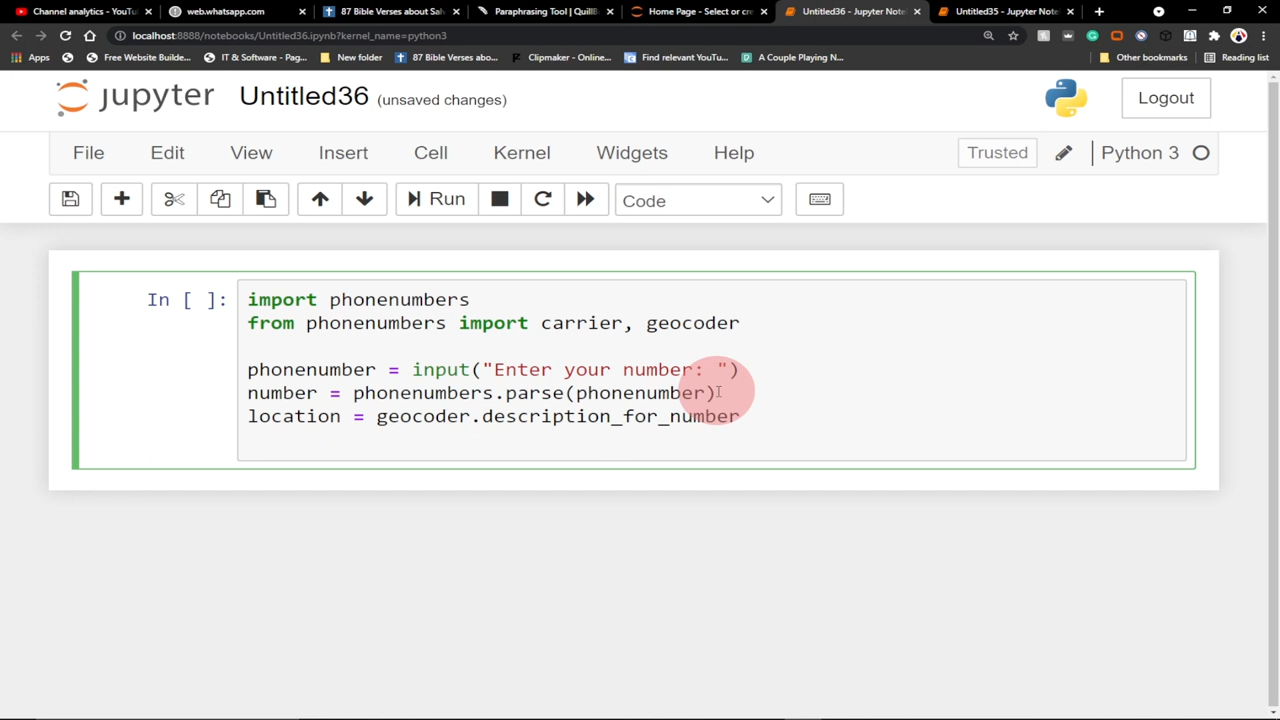 Channel analytics - YouTu
web.whatsapp.com
87 Bible Verses about Sal
Paraphrasing Tool | QuillB
Home Page - Select or cre
Untitled36 - Jupyter Note
Untitled35 - Jupyter Note
localhost:8888/notebooks/Untitled36.ipynb?kernel_name=python3
Apps
Free Website Builde...
IT & Software - Pag...
New folder
87 Bible Verses abo...
Clipmaker - Online...
Find relevant YouTu...
A Couple Playing N...
Other bookmarks
Reading list
jupyter Untitled36 (unsaved changes)
Logout
File Edit View Insert Cell Kernel Widgets Help
Trusted
Python 3
Run
Code
In [ ]:
import phonenumbers
from phonenumbers import carrier, geocoder
phonenumber = input("Enter your number: ")
number = phonenumbers.parse(phonenumber)
location = geocoder.description_for_number